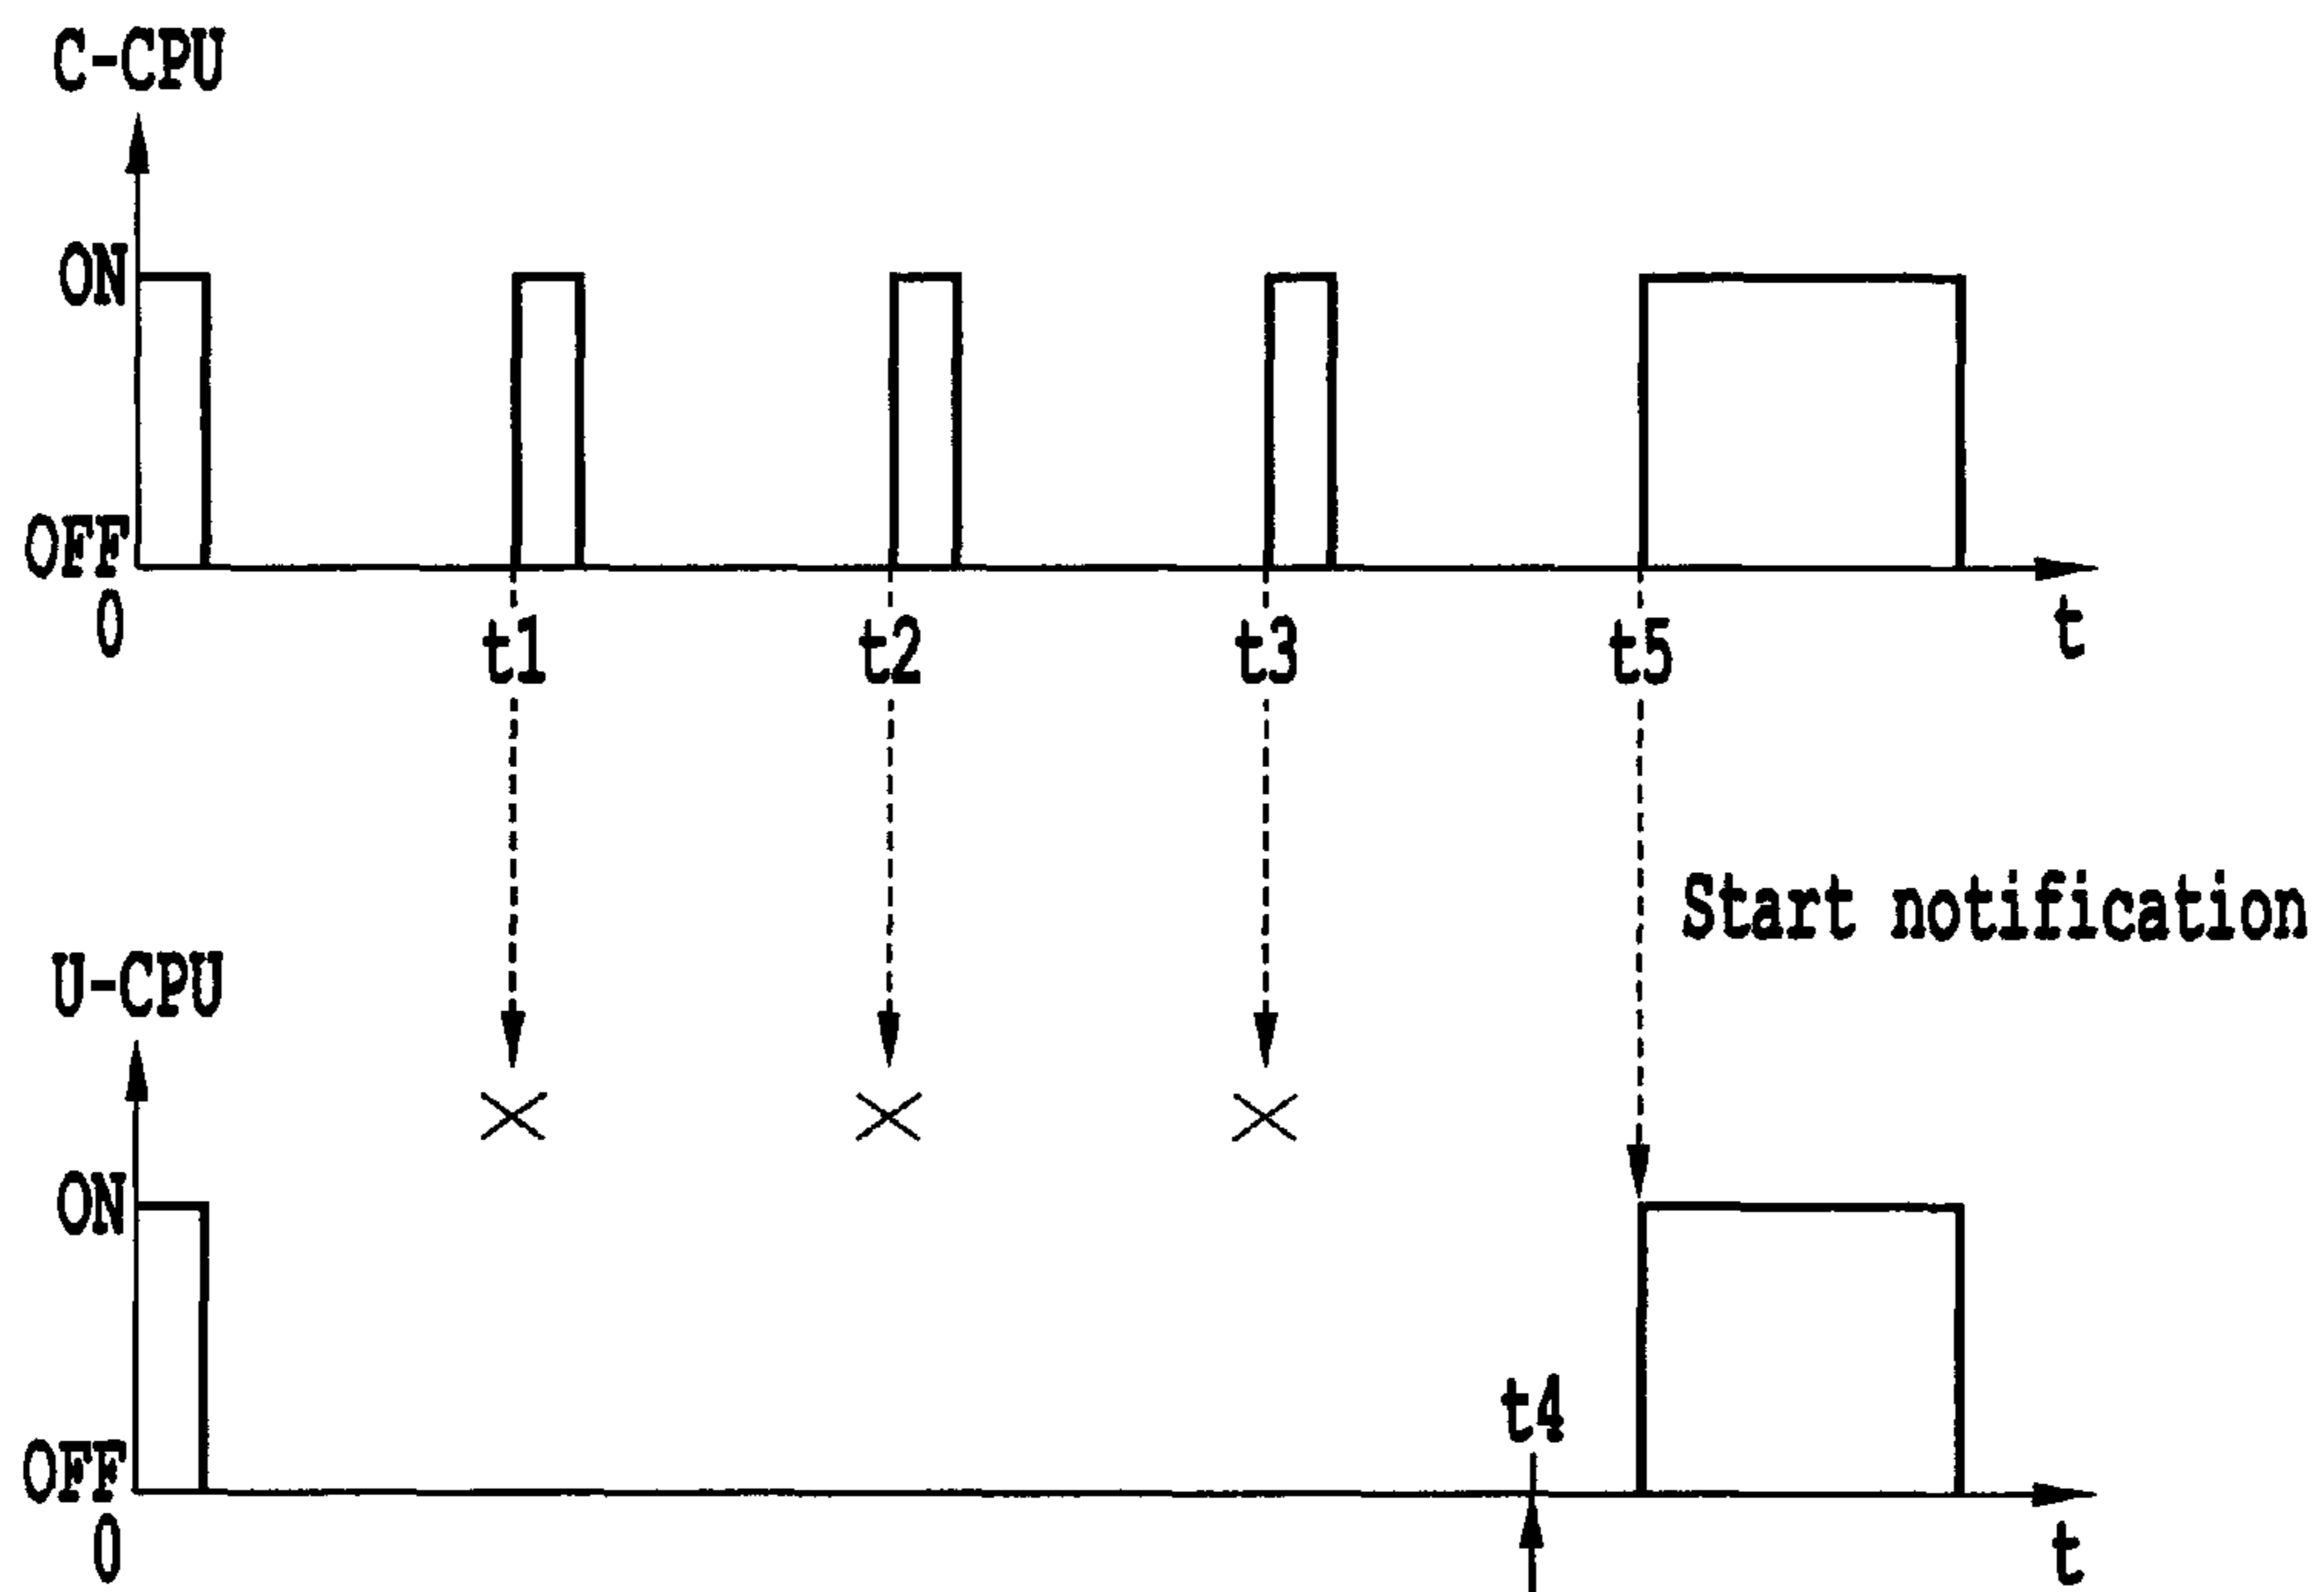 C-CPU
ON
OFF
0
t1 t2 t3 t5 t
Start notification
U-CPU
ON
t4
OFF
0
t